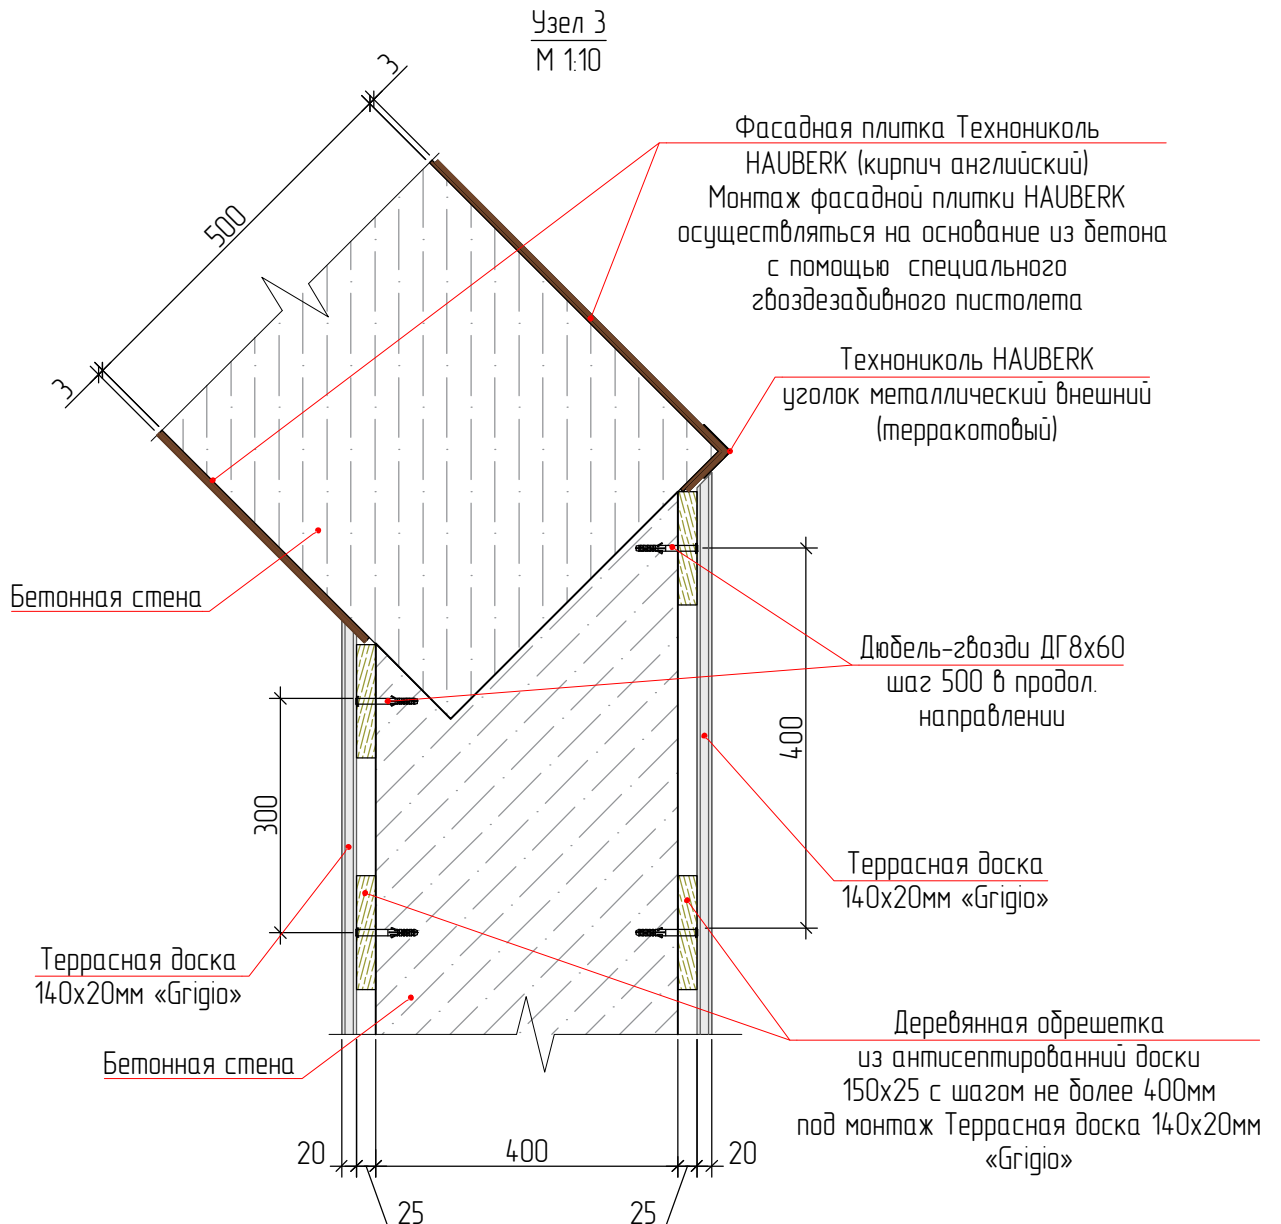 Узел 3
М 1:10
3
500
3
Фасадная плитка Технониколь
HAUBERK (кирпич английский)
Монтаж фасадной плитки HAUBERK
осуществляться на основание из бетона
с помощью специального
гвоздезабивного пистолета
Технониколь HAUBERK
уголок металлический внешний
(терракотовый)
Бетонная стена
Дюбель-гвозди ДГ8х60
шаг 500 в продол.
направлении
400
300
Террасная доска
140х20мм «Grigio»
Террасная доска
140х20мм «Grigio»
Бетонная стена
Деревянная обрешетка
из антисептированний доски
150х25 с шагом не более 400мм
под монтаж Террасная доска 140х20мм
«Grigio»
20
400
20
25
25